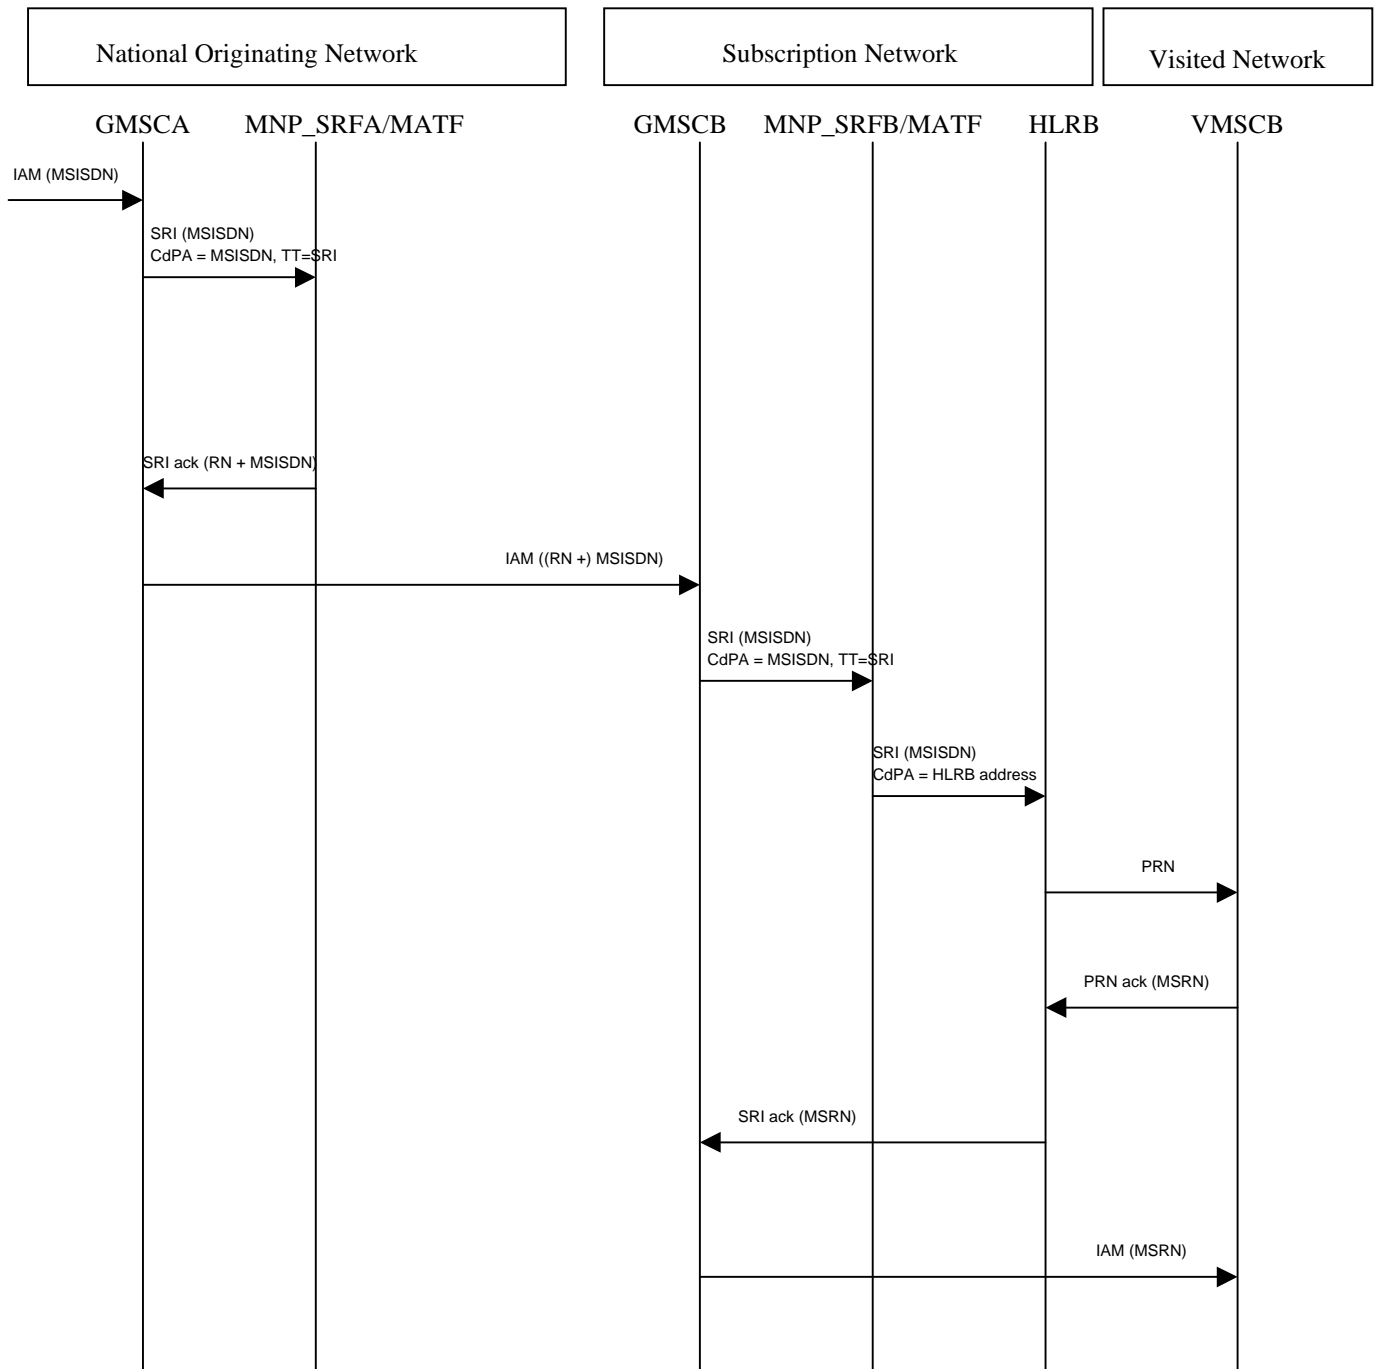 National Originating Network
Subscription Network
Visited Network
GMSCA
MNP_SRFA/MATF
GMSCB
MNP_SRFB/MATF
HLRB
VMSCB
IAM (MSISDN)
SRI (MSISDN)
CdPA = MSISDN, TT=SRI
SRI ack (RN + MSISDN)
IAM ((RN +) MSISDN)
SRI (MSISDN)
CdPA = MSISDN, TT=SRI
SRI (MSISDN)
CdPA = HLRB address
PRN
PRN ack (MSRN)
SRI ack (MSRN)
IAM (MSRN)